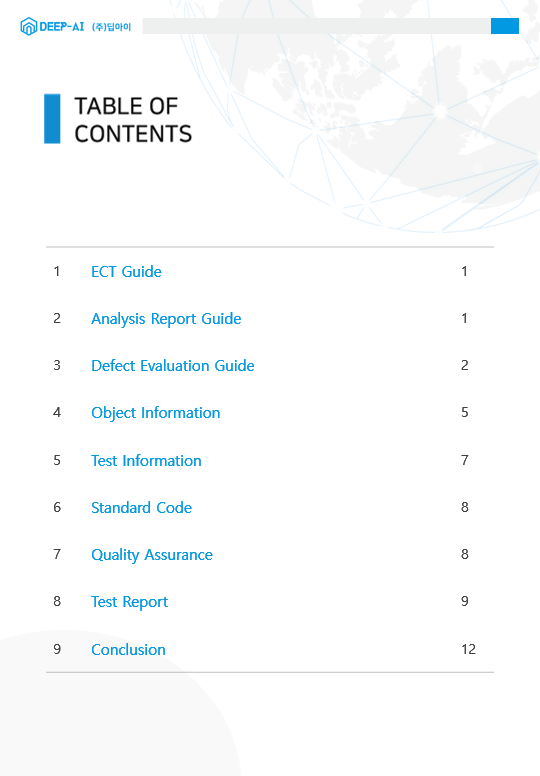 DEEP-AI (주)딥아이
TABLE OF
CONTENTS
1 ECT Guide 1
2 Analysis Report Guide 1
3 Defect Evaluation Guide 2
4 Object Information 5
5 Test Information 7
6 Standard Code 8
7 Quality Assurance 8
8 Test Report 9
9 Conclusion 12